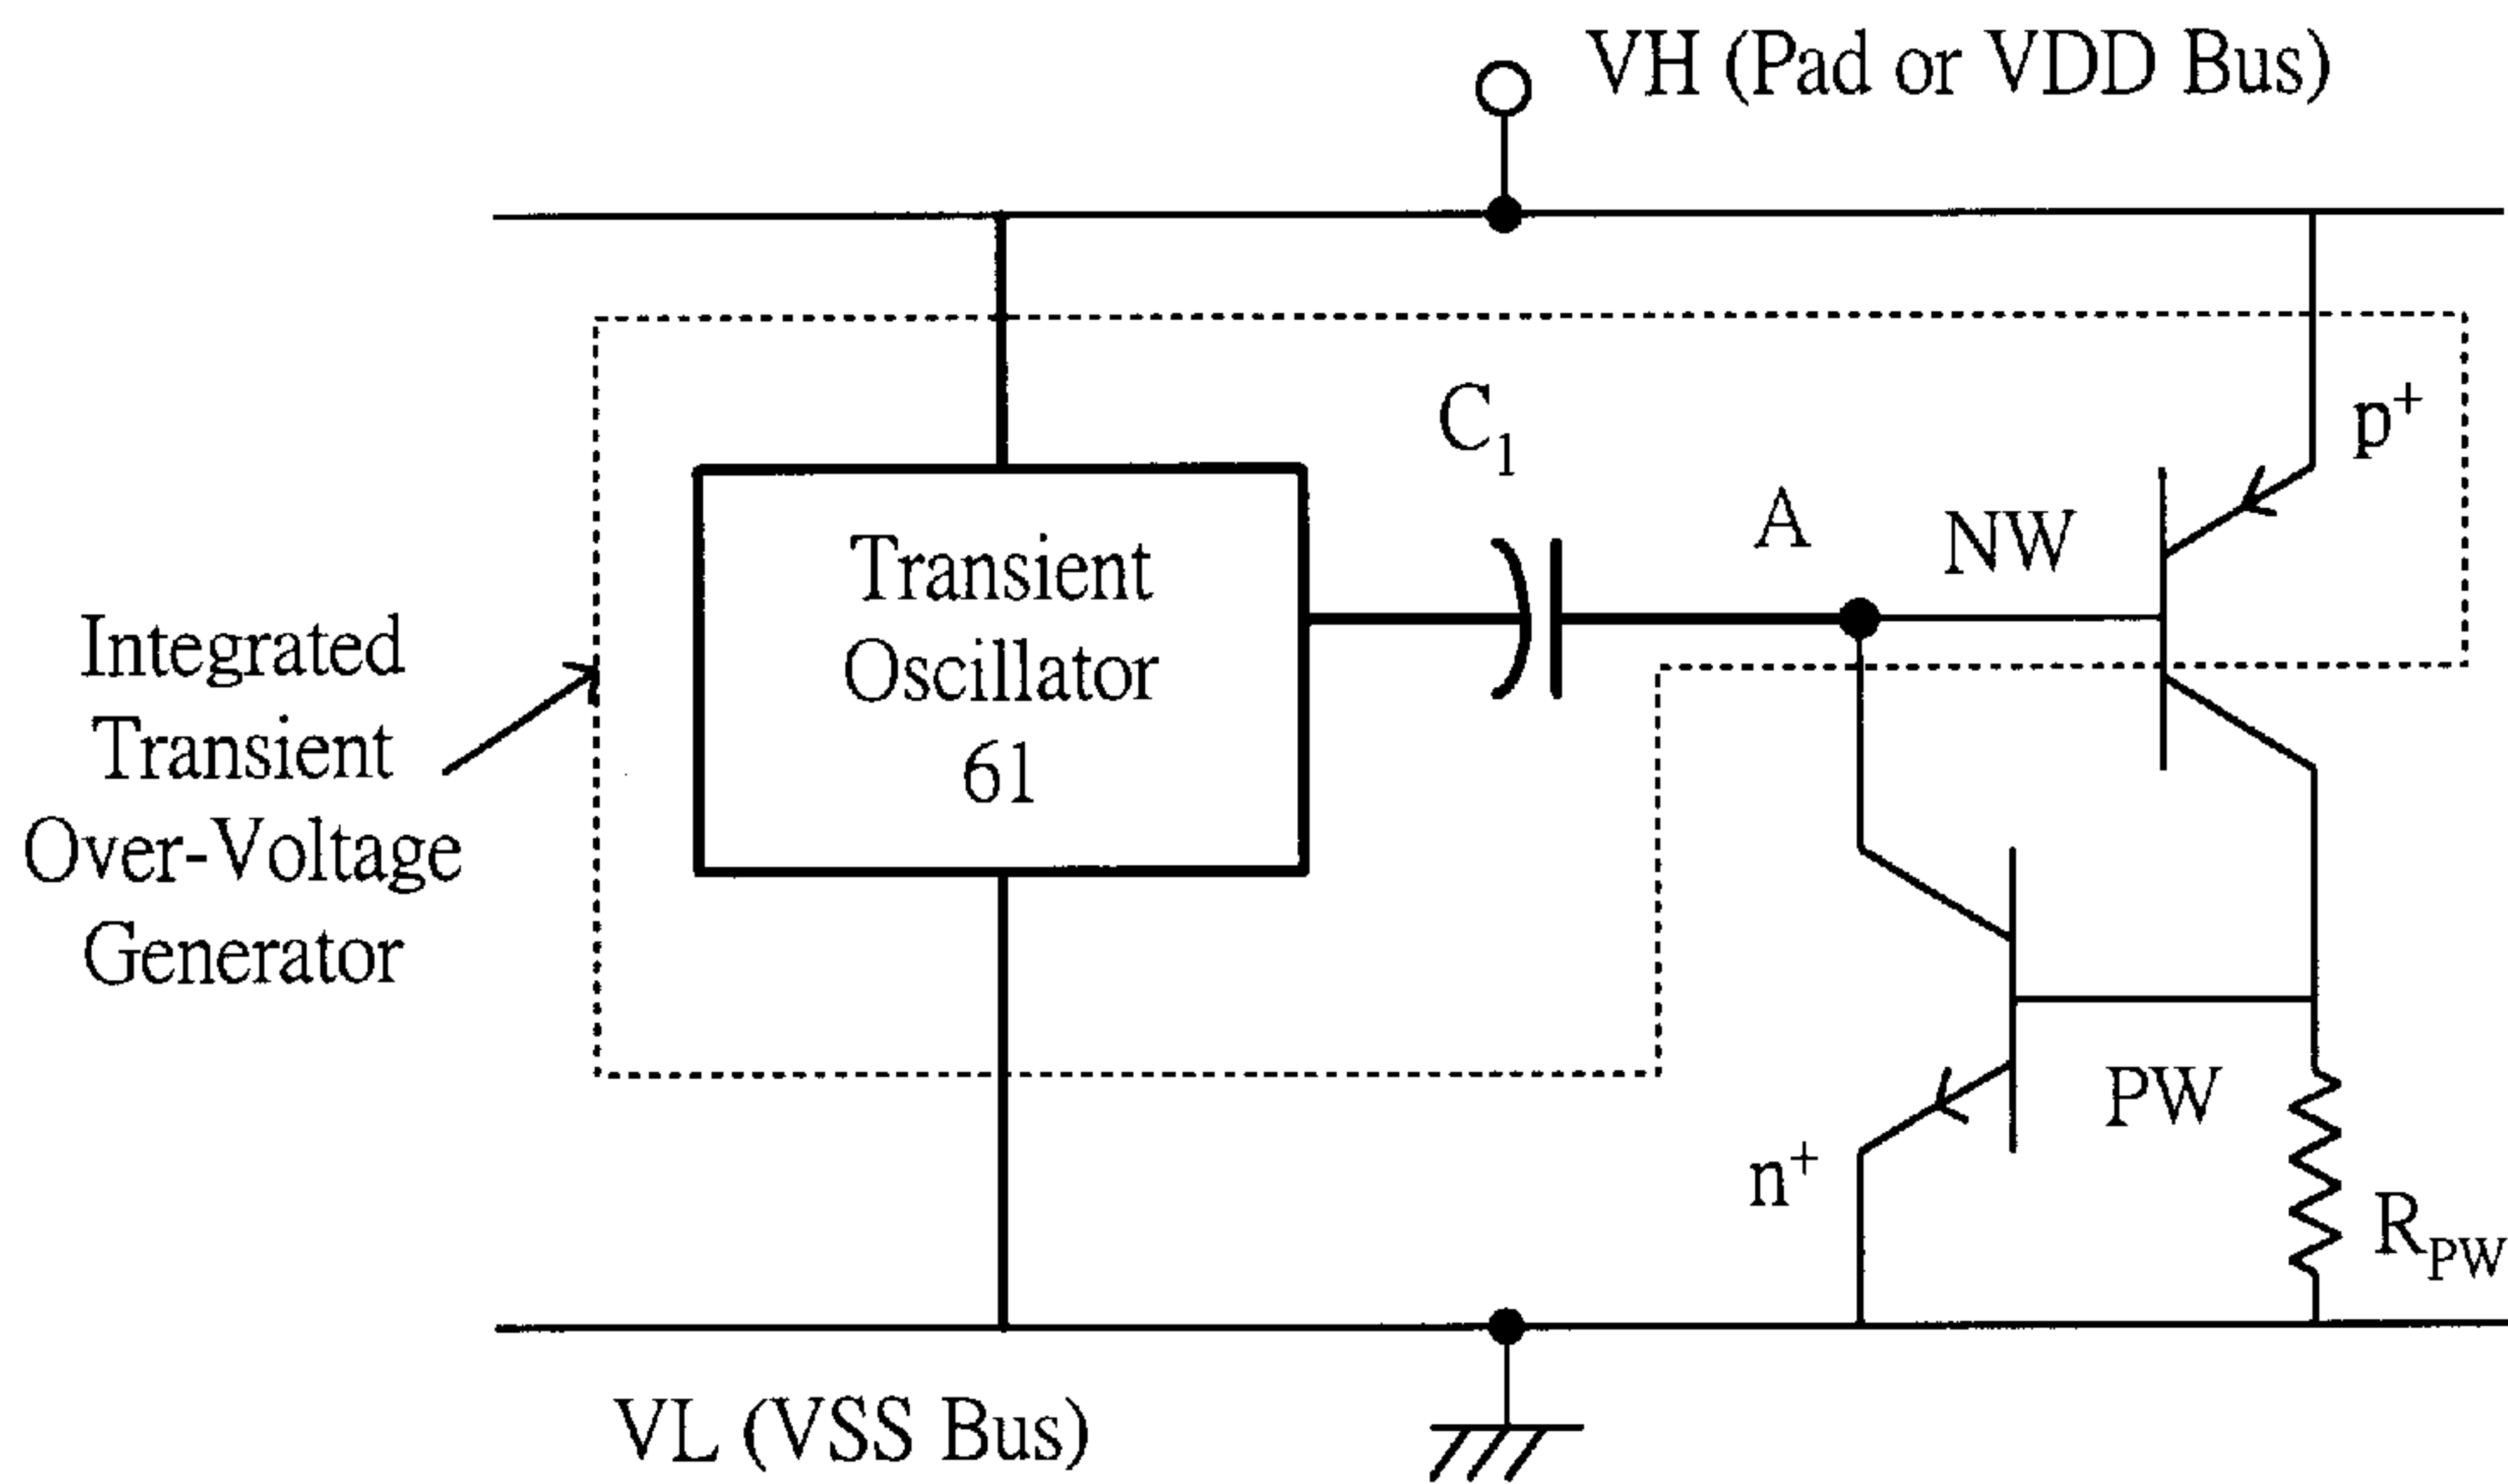 VH (Pad or VDD Bus)
C1
p+
A
NW
Transient
Oscillator
61
Integrated
Transient
Over-Voltage
Generator
PW
n+
RPW
VL (VSS Bus)